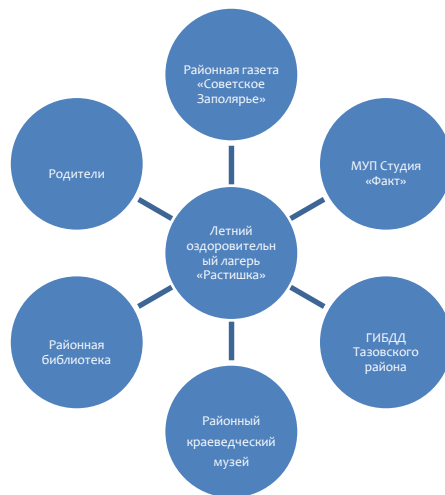 Районная газета
«Советское
Заполярье»
Родители
МУП Студия
«Факт»
Летний
оздоровительн
ый лагерь
«Растишка»
Районная
библиотека
ГИБДД
Тазовского
района
Районный
краеведческий
музей